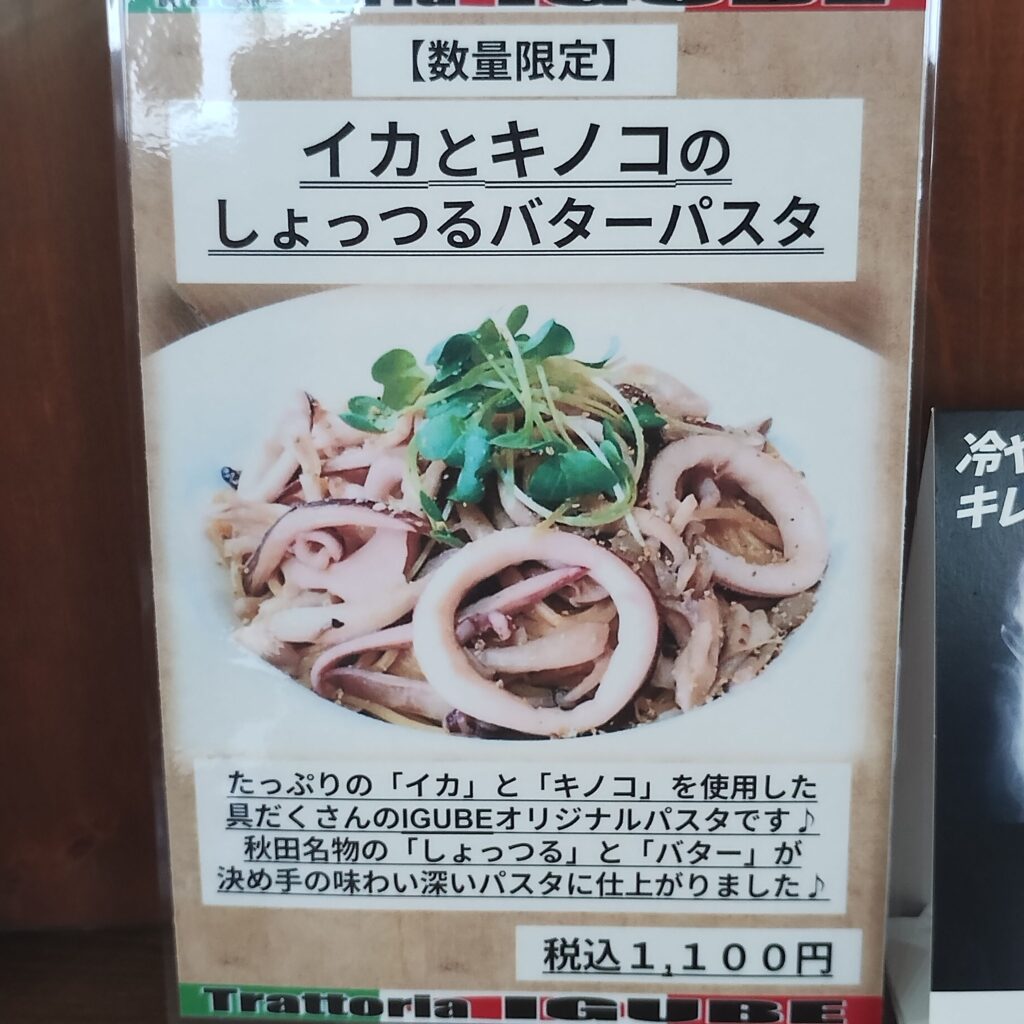 【数量限定】
イカとキノコの
しょっつるバターパスタ
たっぷりの「イカ」と「キノコ」を使用した
具だくさんのIGUBEオリジナルパスタです♪
秋田名物の「しょっつる」と「バター」が
決め手の味わい深いパスタに仕上がりました♪
税込１,１００円
Trattoria IGUBE
冷や
キレ